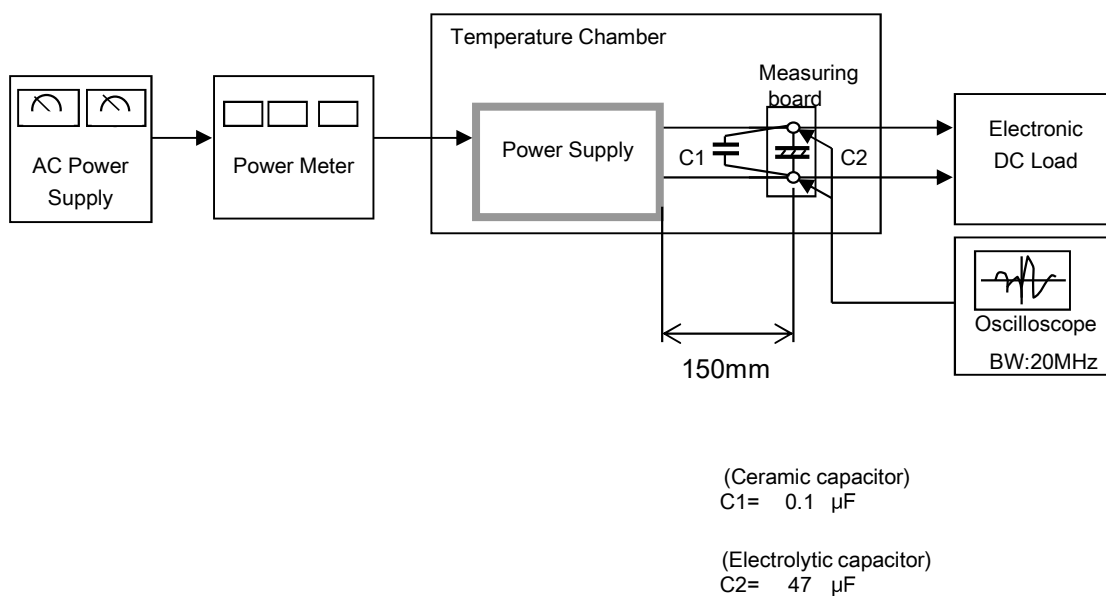 Temperature Chamber
AC Power
Supply
Power Meter
Power Supply
Measuring
board
C1
C2
Electronic
DC Load
Oscilloscope
BW:20MHz
150mm
(Ceramic capacitor)
C1= 0.1 µF
(Electrolytic capacitor)
C2= 47 µF